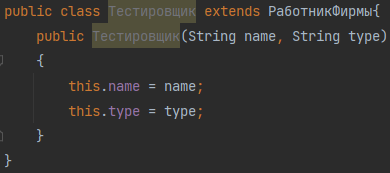 public class Тестировщик extends РаботникФирмы{
public Тестировщик(String name, String type)
{
this.name = name;
this.type = type;
}
}